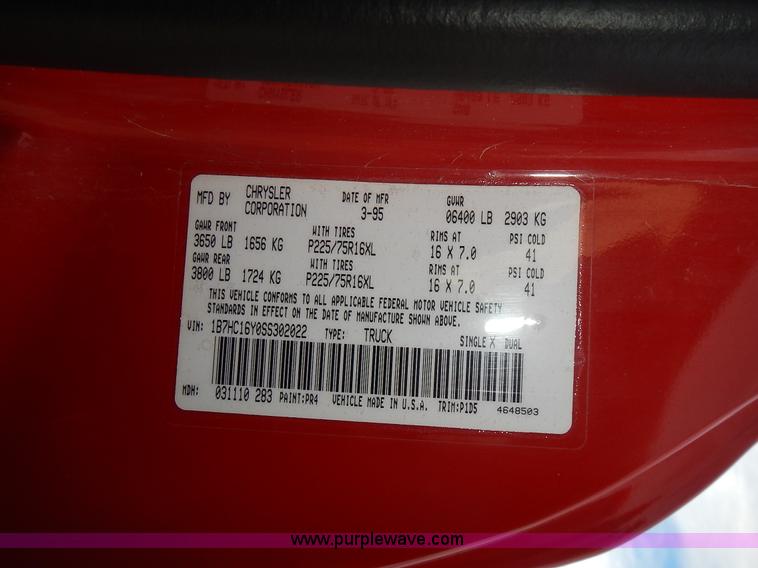 MFD BY CHRYSLER CORPORATION DATE OF MFR 3-95 GVWR 06400 LB 2903 KG
GAWR FRONT WITH TIRES RIMS AT PSI COLD
3650 LB 1656 KG P225/75R16XL 16 X 7.0 41
GAWR REAR WITH TIRES RIMS AT PSI COLD
3800 LB 1724 KG P225/75R16XL 16 X 7.0 41
THIS VEHICLE CONFORMS TO ALL APPLICABLE FEDERAL MOTOR VEHICLE SAFETY
STANDARDS IN EFFECT ON THE DATE OF MANUFACTURE SHOWN ABOVE.
VIN: 1B7HC16Y0SS302022 TYPE: TRUCK SINGLE X DUAL
MDH: 031110 283 PAINT:PR4 VEHICLE MADE IN U.S.A. TRIM:P1D5 4648503
www.purplewave.com